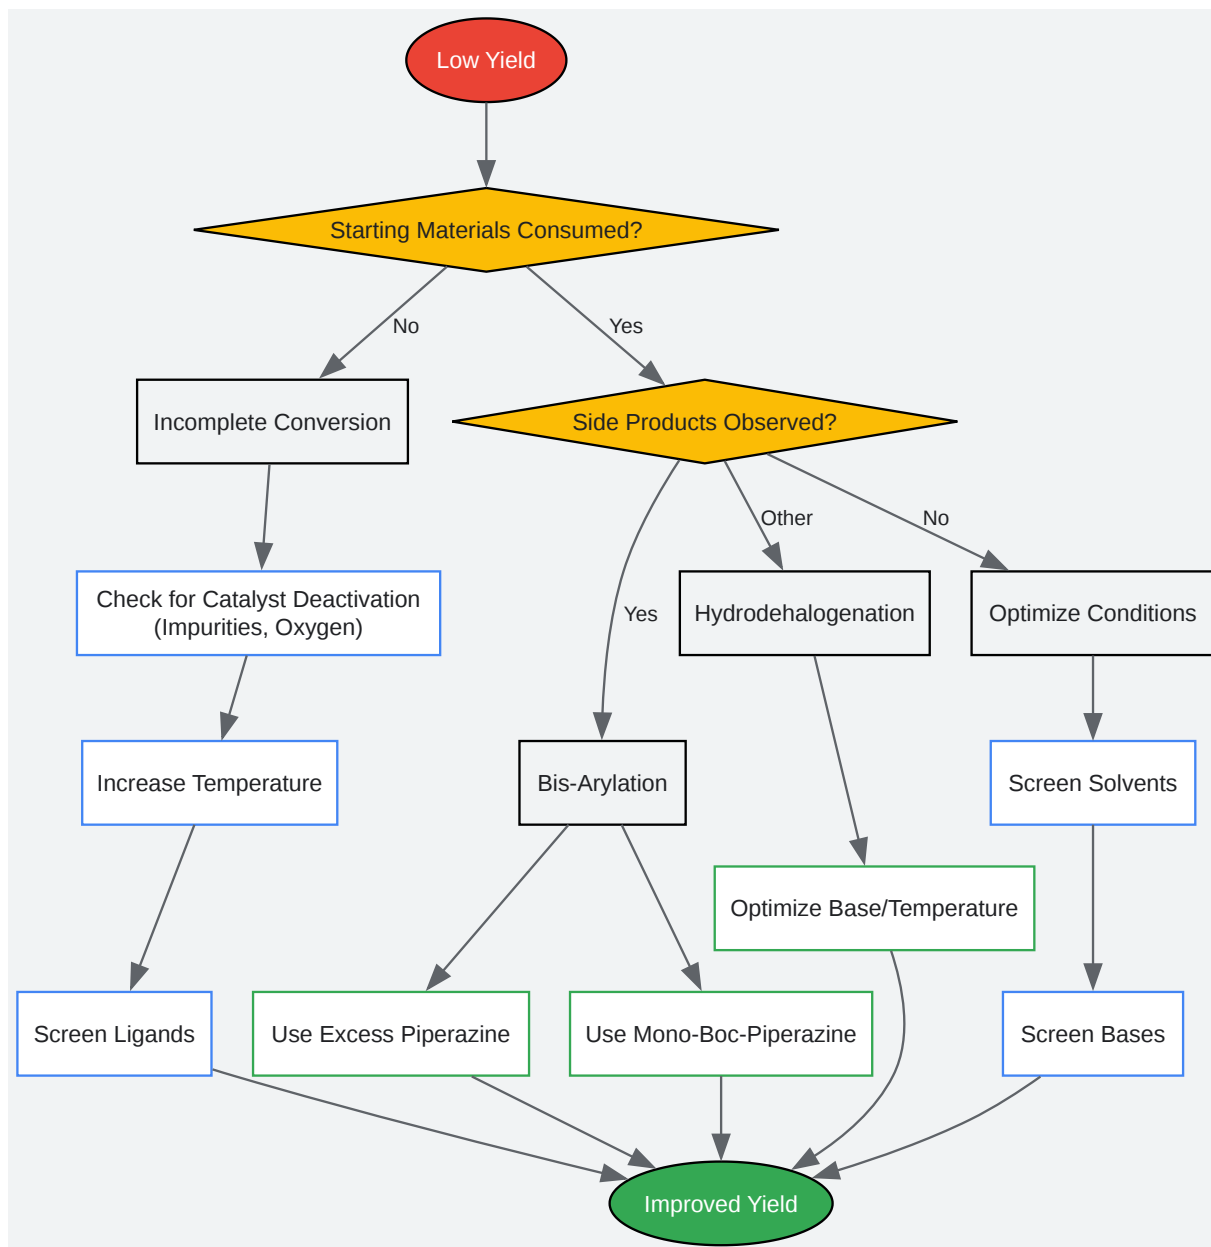 Low Yield
Starting Materials Consumed?
No
Yes
Incomplete Conversion
Side Products Observed?
Other
No
Check for Catalyst Deactivation
(Impurities, Oxygen)
Yes
Hydrodehalogenation
Optimize Conditions
Increase Temperature
Bis-Arylation
Screen Solvents
Optimize Base/Temperature
Screen Ligands
Use Excess Piperazine
Use Mono-Boc-Piperazine
Screen Bases
Improved Yield